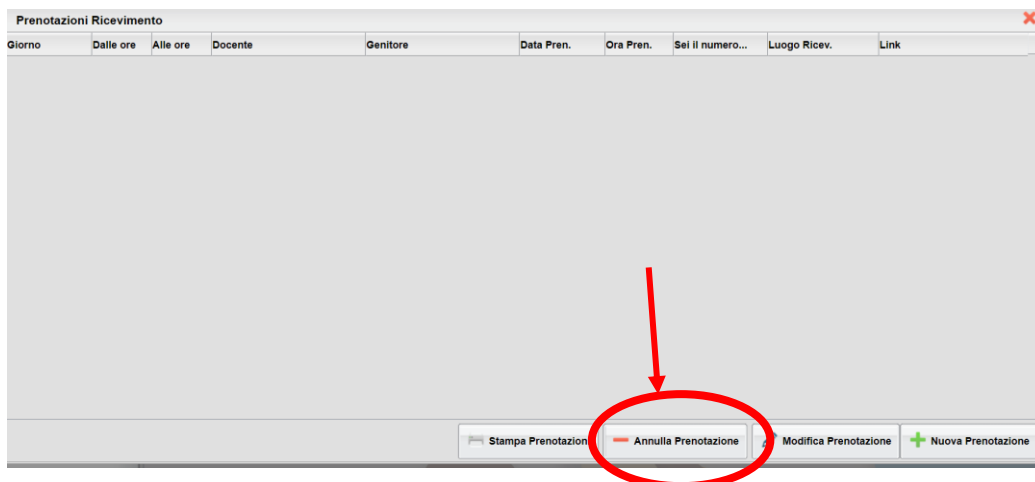 Prenotazioni Ricevimento
Giorno Dalle ore Alle ore Docente Genitore Data Pren. Ora Pren. Sei il numero... Luogo Ricev. Link
Stampa Prenotazion Annulla Prenotazione Modifica Prenotazione Nuova Prenotazione